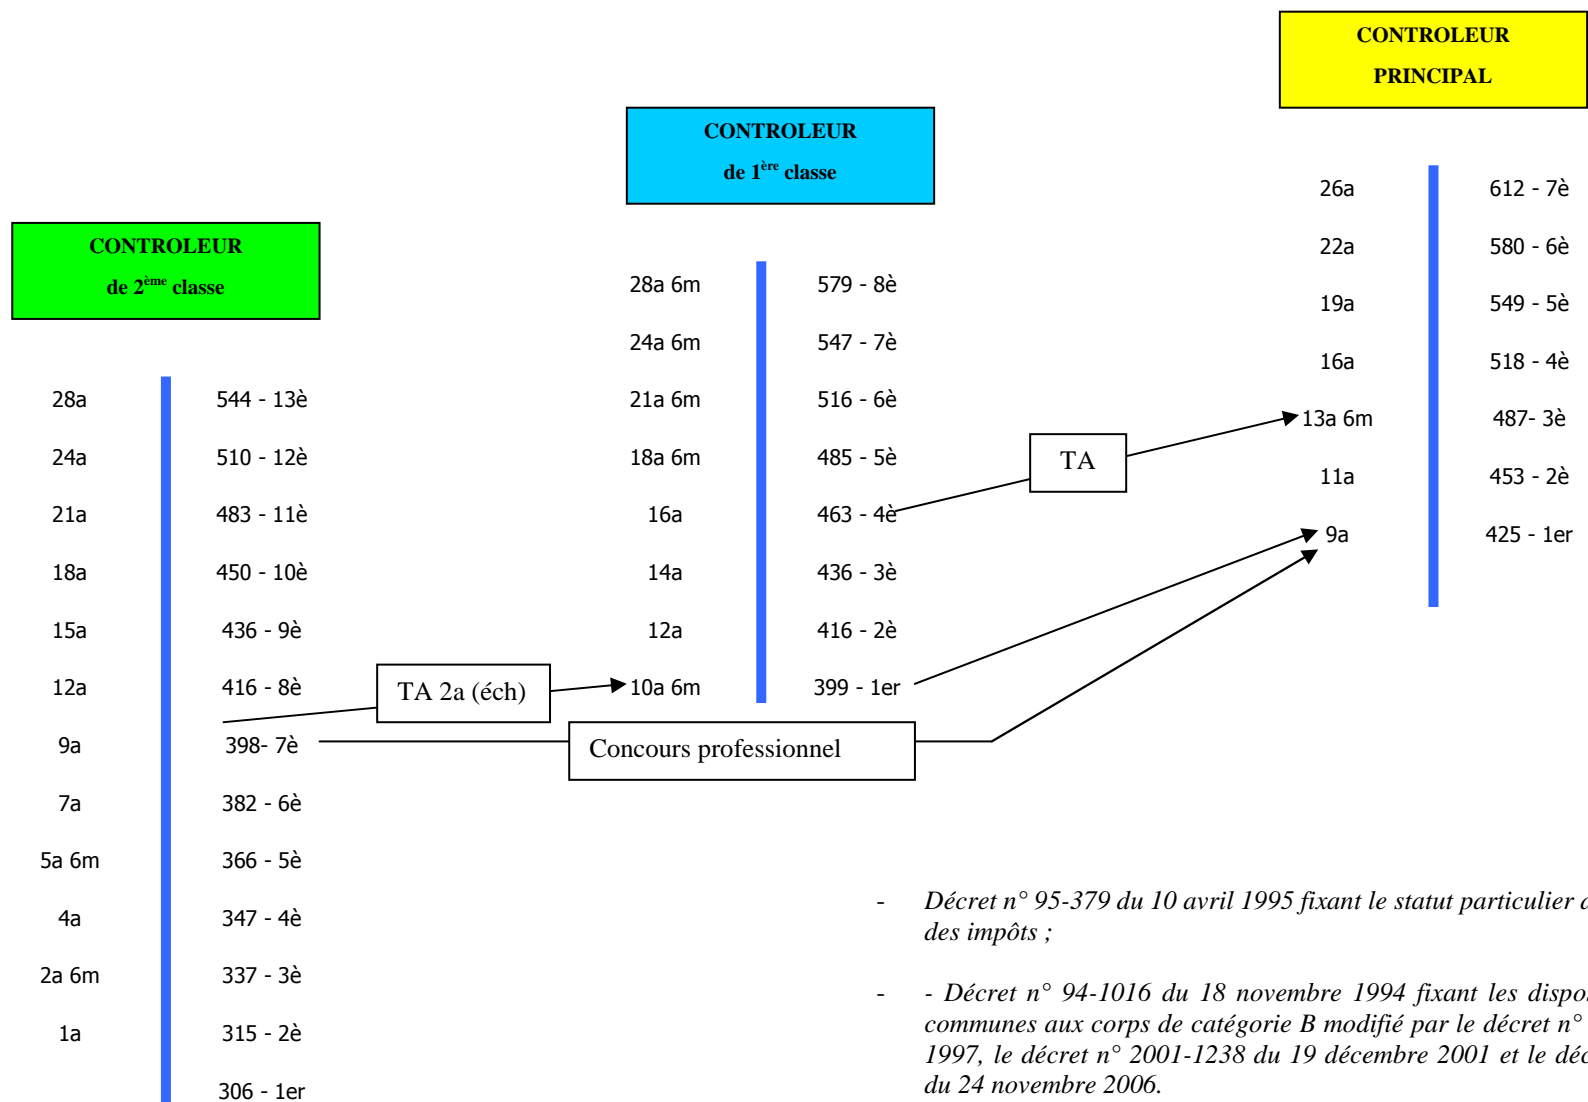 CONTROLEUR
PRINCIPAL
26a 612 - 7è
22a 580 - 6è
19a 549 - 5è
16a 518 - 4è
13a 6m 487- 3è
11a 453 - 2è
9a 425 - 1er
CONTROLEUR
de 1ère classe
28a 6m 579 - 8è
24a 6m 547 - 7è
21a 6m 516 - 6è
18a 6m 485 - 5è
16a 463 - 4è
14a 436 - 3è
12a 416 - 2è
10a 6m 399 - 1er
TA
CONTROLEUR
de 2ème classe
28a 544 - 13è
24a 510 - 12è
21a 483 - 11è
18a 450 - 10è
15a 436 - 9è
12a 416 - 8è
9a 398- 7è
7a 382 - 6è
5a 6m 366 - 5è
4a 347 - 4è
2a 6m 337 - 3è
1a 315 - 2è
306 - 1er
TA 2a (éch)
Concours professionnel
- Décret n° 95-379 du 10 avril 1995 fixant le statut particulier
des impôts ;
- - Décret n° 94-1016 du 18 novembre 1994 fixant les
communes aux corps de catégorie B modifié par le décret n°
1997, le décret n° 2001-1238 du 19 décembre 2001 et le
du 24 novembre 2006.